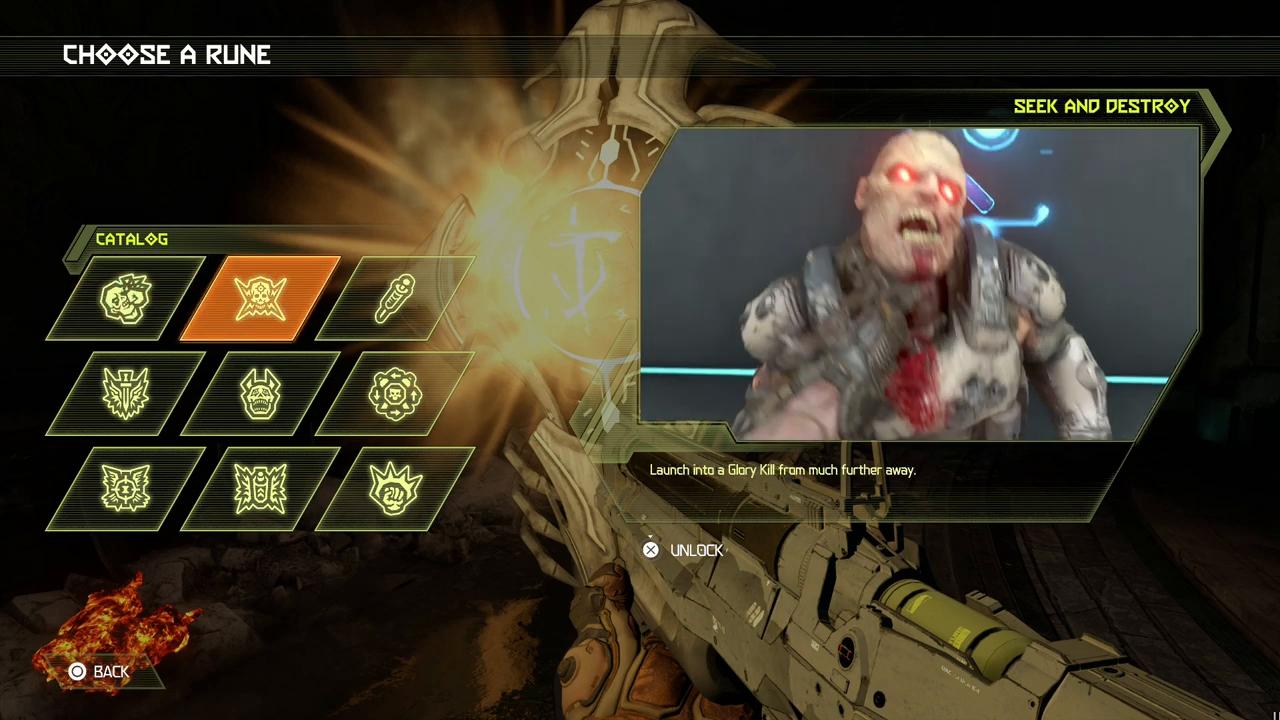 CHOOSE A RUNE
SEEK AND DESTROY
CATALOG
Launch into a Glory Kill from much further away.
UNLOCK
BACK